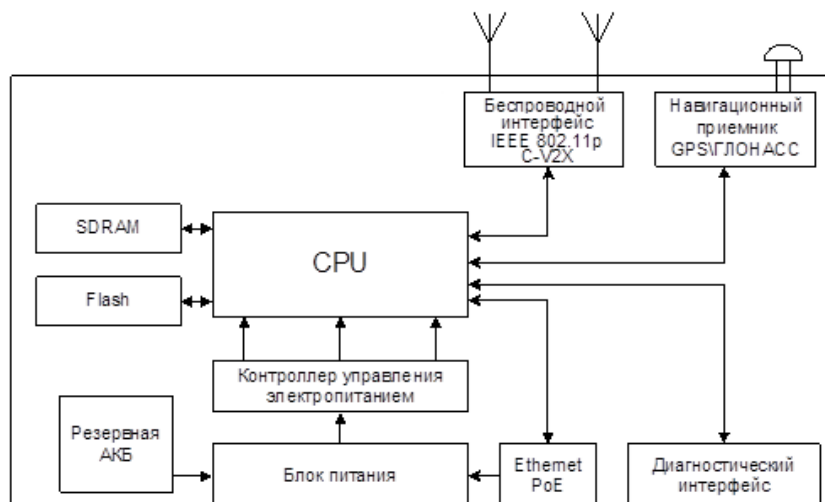 Беспроводной
интерфейс
IEEE 802.11p
C-V2X
Навигационный
приемник
GPS\ГЛОНАСС
SDRAM
CPU
Flash
Контроллер управления
электропитанием
Резервная
АКБ
Блок питания
Ethernet
PoE
Диагностический
интерфейс